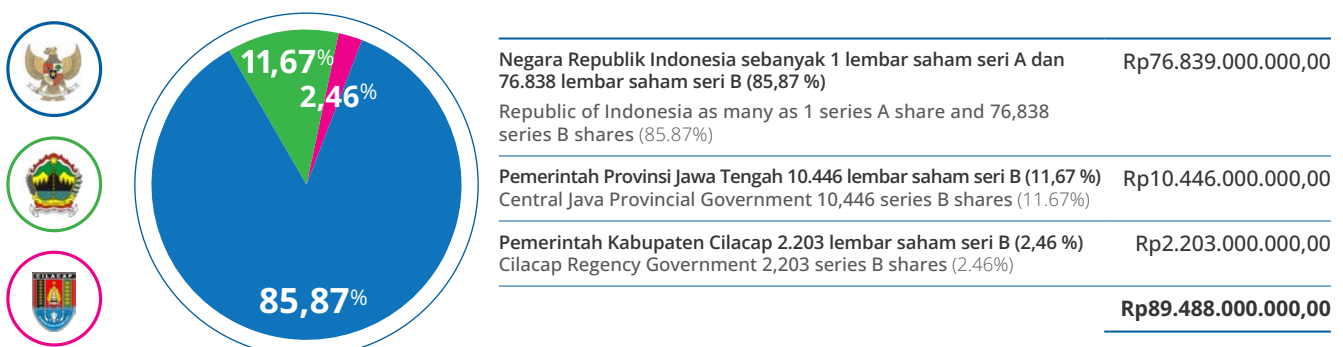 11,67%
2,46%
85,87%
CILACAP
Negara Republik Indonesia sebanyak 1 lembar saham seri A dan
76.838 lembar saham seri B (85,87 %)
Rp76.839.000.000,00
Republic of Indonesia as many as 1 series A share and 76,838
series B shares (85.87%)
Pemerintah Provinsi Jawa Tengah 10.446 lembar saham seri B (11,67 %)
Rp10.446.000.000,00
Central Java Provincial Government 10,446 series B shares (11.67%)
Pemerintah Kabupaten Cilacap 2.203 lembar saham seri B (2,46 %)
Rp2.203.000.000,00
Cilacap Regency Government 2,203 series B shares (2.46%)
Rp89.488.000.000,00